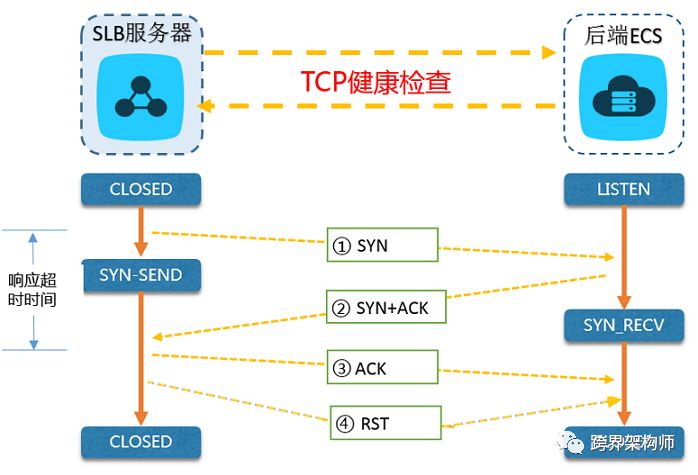 SLB服务器
后端ECS
TCP健康检查
CLOSED
LISTEN
① SYN
响应超
时时间
SYN-SEND
② SYN+ACK
SYN_RECV
③ ACK
④ RST
CLOSED
跨界架构师